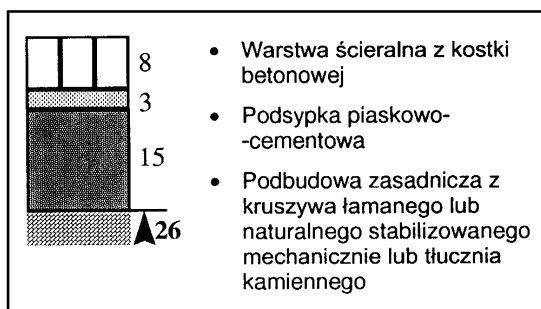 8
3
15
26
• Warstwa ścieralna z kostki
betonowej
• Podsypka piaskowo-
-cementowa
• Podbudowa zasadnicza z
kruszywa łamanego lub
naturalnego stabilizowanego
mechanicznie lub tłucznia
kamiennego